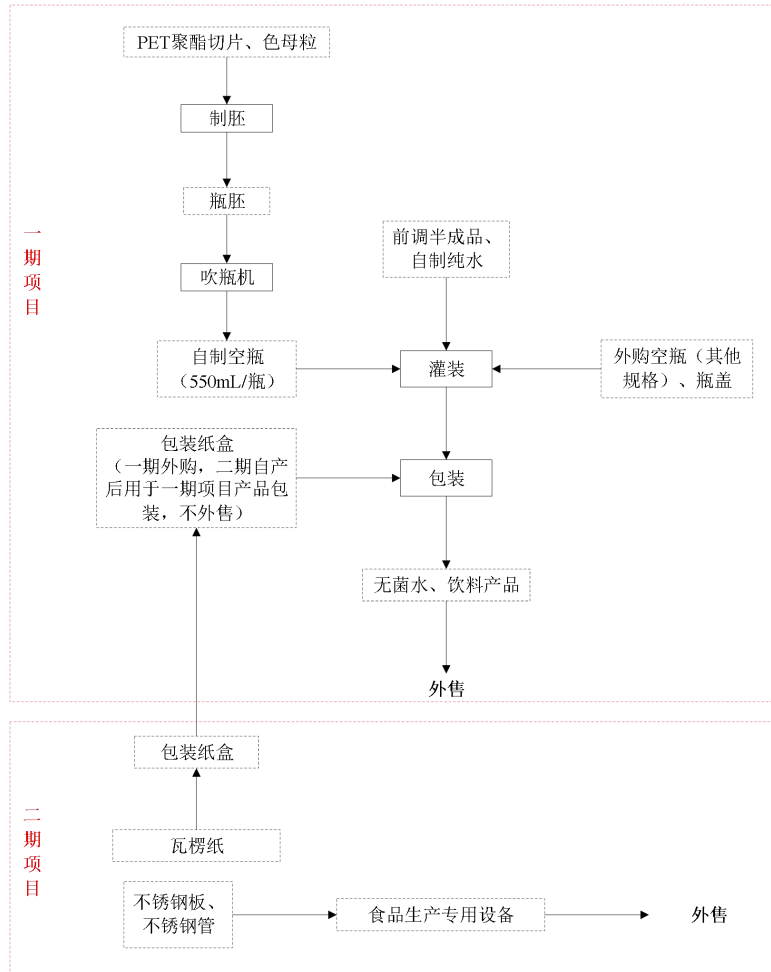 PET聚酯切片、色母粒
制胚
瓶胚
吹瓶机
自制空瓶
（550mL/瓶）
前调半成品、
自制纯水
灌装
外购空瓶（其他
规格）、瓶盖
包装纸盒
（一期外购，二期自产
后用于一期项目产品包
装，不外售）
包装
无菌水、饮料产品
外售
一
期
项
目
包装纸盒
瓦楞纸
不锈钢板、
不锈钢管
食品生产专用设备
外售
二
期
项
目